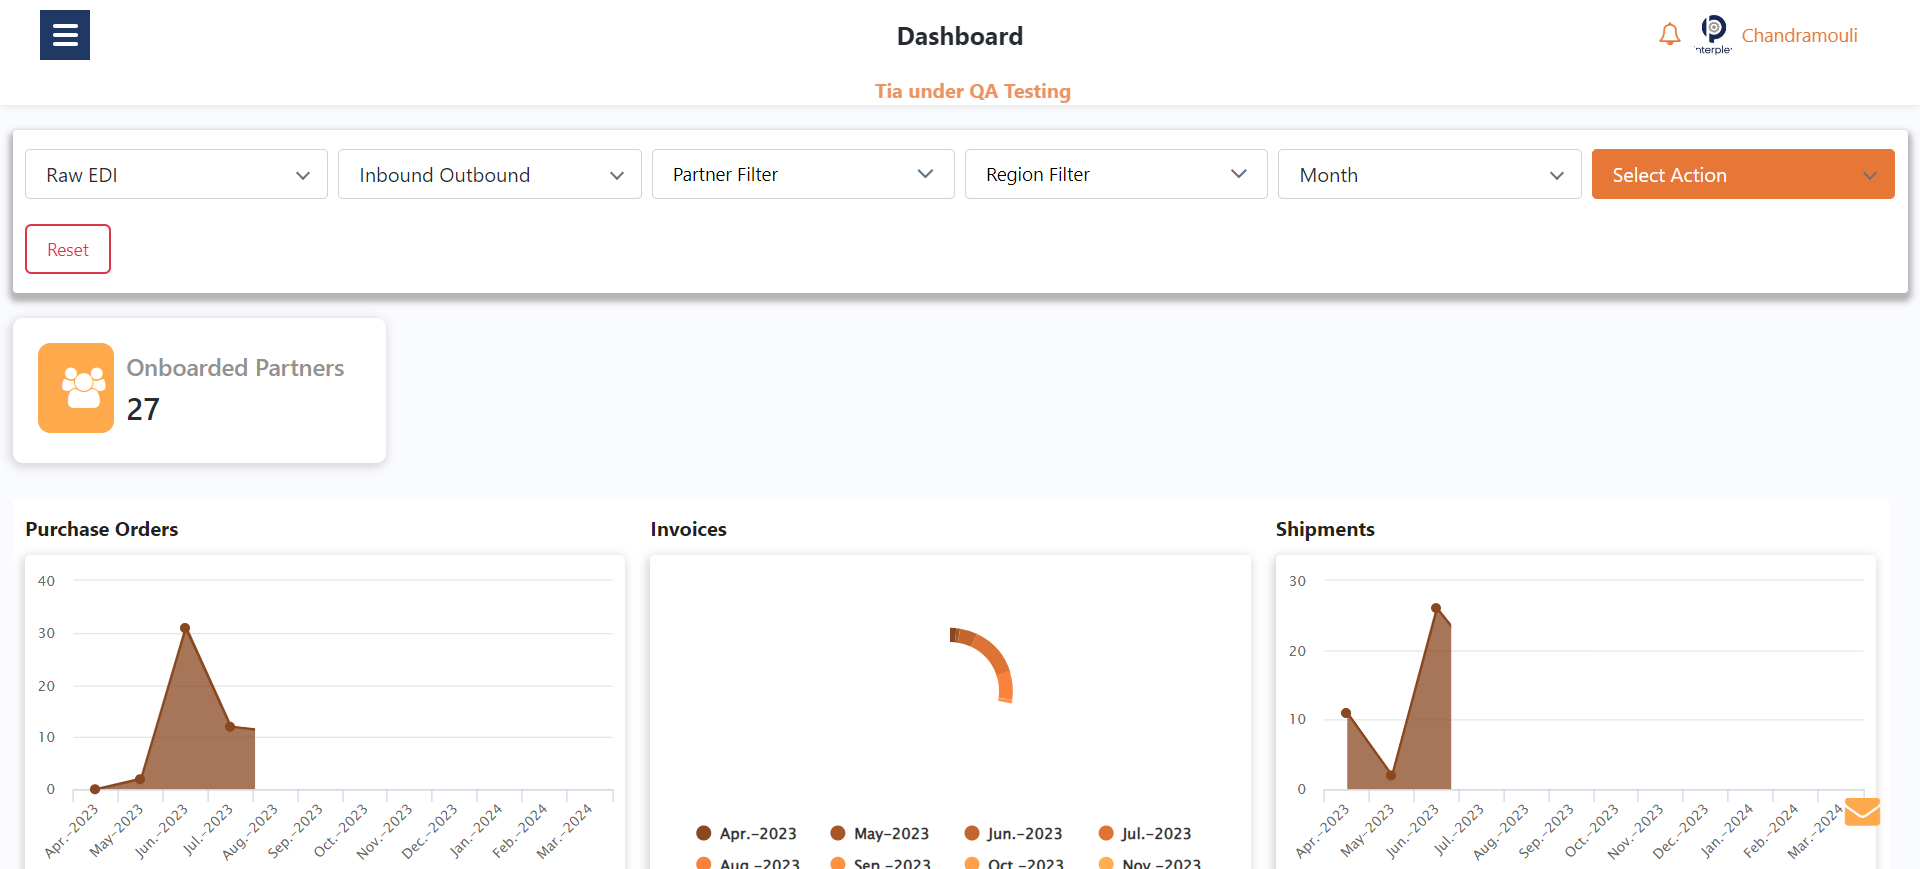 Dashboard
Chandramouli
Tia under QA Testing
Raw EDI
Inbound Outbound
Partner Filter
Region Filter
Month
Select Action
Reset
Onboarded Partners
27
Purchase Orders
40
30
20
10
0
Apr.-2023
May-2023
Jun.-2023
Jul.-2023
Aug.-2023
Sep.-2023
Oct.-2023
Nov.-2023
Dec.-2023
Jan.-2024
Feb.-2024
Mar.-2024
Invoices
Apr.-2023
May-2023
Jun.-2023
Jul.-2023
Aug.-2023
Sep.-2023
Oct.-2023
Nov.-2023
Shipments
30
20
10
0
Apr.-2023
May-2023
Jun.-2023
Jul.-2023
Aug.-2023
Sep.-2023
Oct.-2023
Nov.-2023
Dec.-2023
Jan.-2024
Feb.-2024
Mar.-2024